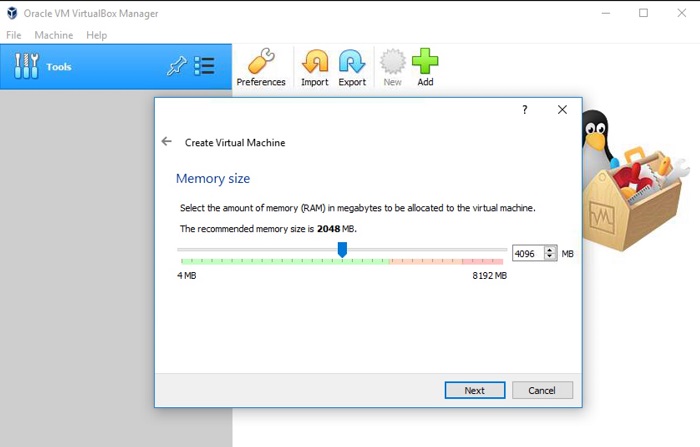 Oracle VM VirtualBox Manager
File Machine Help
Tools
Preferences Import Export New Add
? 
Create Virtual Machine
Memory size
Select the amount of memory (RAM) in megabytes to be allocated to the virtual machine.
The recommended memory size is 2048 MB.
4096 MB
4 MB 8192 MB
Next Cancel